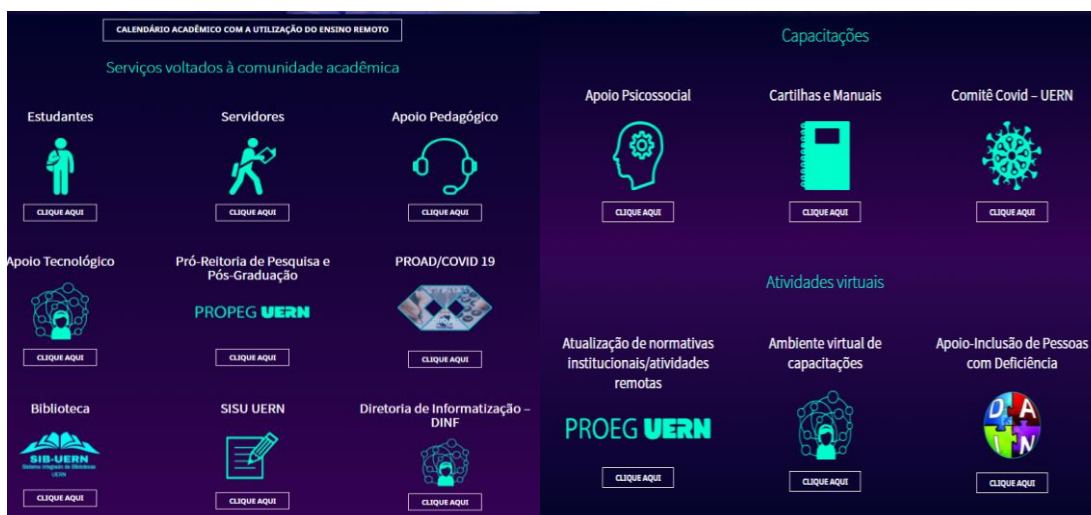 CALENDÁRIO ACADÊMICO COM A UTILIZAÇÃO DO ENSINO REMOTO
Serviços voltados à comunidade acadêmica
Estudantes
Servidores
Apoio Pedagógico
CLIQUE AQUI
CLIQUE AQUI
CLIQUE AQUI
Apoio Tecnológico
Pró-Reitoria de Pesquisa e
Pós-Graduação
PROAD/COVID 19
PROPEG UERN
CLIQUE AQUI
CLIQUE AQUI
CLIQUE AQUI
Biblioteca
SISU UERN
Diretoria de Informatização –
DINF
SIB-UERN
Sistema Integrado de Bibliotecas
UERN
CLIQUE AQUI
CLIQUE AQUI
CLIQUE AQUI
Capacitações
Apoio Psicossocial
Cartilhas e Manuais
Comitê Covid – UERN
CLIQUE AQUI
CLIQUE AQUI
CLIQUE AQUI
Atividades virtuais
Atualização de normativas
institucionais/atividades
remotas
Ambiente virtual de
capacitações
Apoio-Inclusão de Pessoas
com Deficiência
PROEG UERN
D A
I N
CLIQUE AQUI
CLIQUE AQUI
CLIQUE AQUI